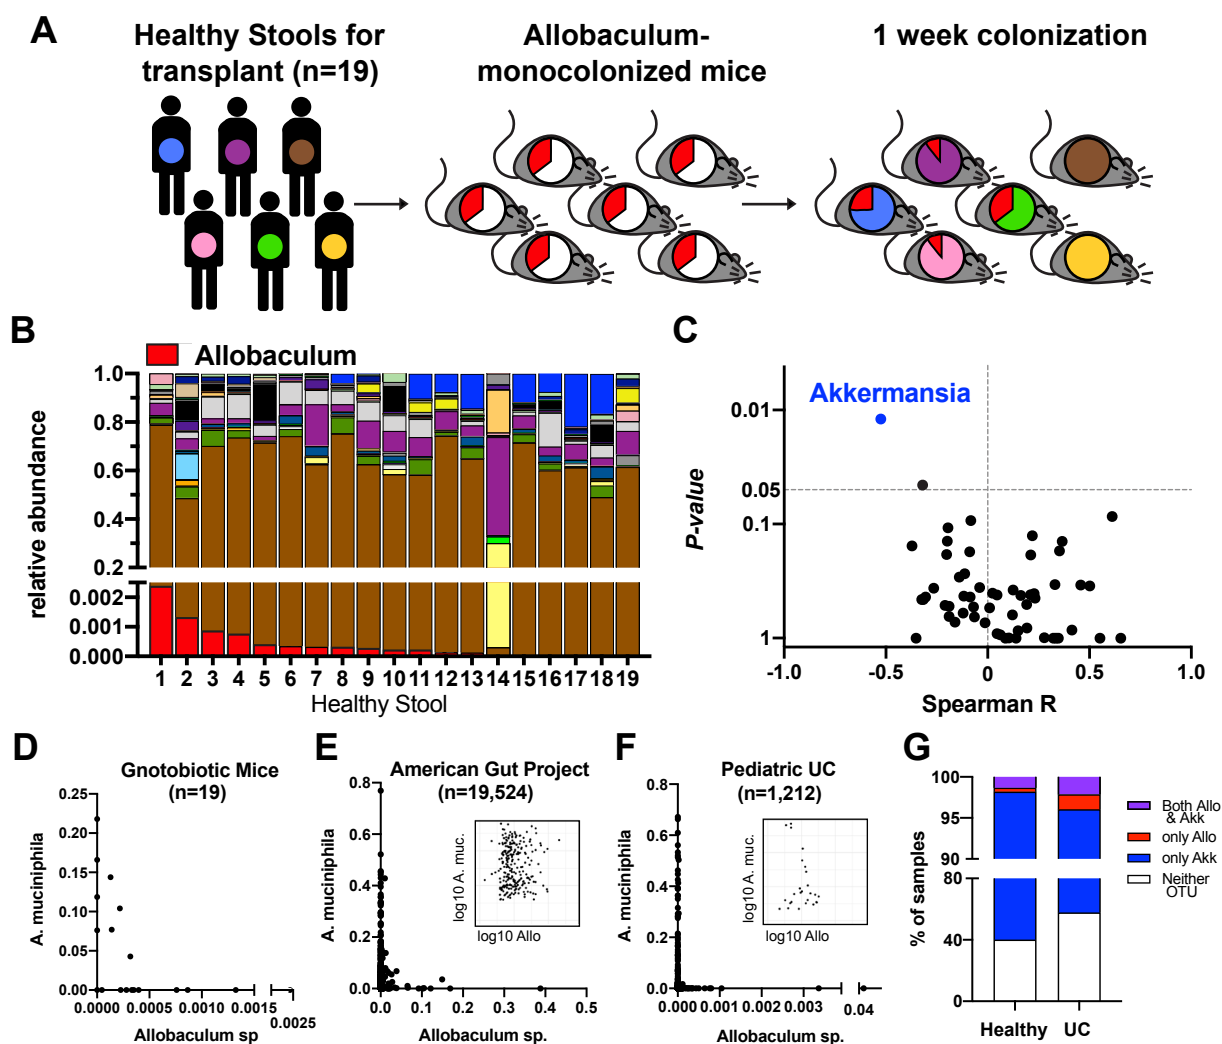 A
Healthy Stools for
transplant (n=19)
Allobaculum-
monocolonized mice
1 week colonization
B
Allobaculum
relative abundance
1.0
0.8
0.6
0.4
0.2
0.002
0.001
0.000
1 2 3 4 5 6 7 8 9 10 11 12 13 14 15 16 17 18 19
Healthy Stool
C
Akkermansia
P-value
0.01
0.05
0.1
1
-1.0 -0.5 0 0.5 1.0
Spearman R
D
Gnotobiotic Mice
(n=19)
A. muciniphila
0.25
0.20
0.15
0.10
0.05
0.00
0.0000 0.0005 0.0010 0.0015
0.0025
Allobaculum sp
E
American Gut Project
(n=19,524)
A. muciniphila
0.8
0.6
0.4
0.2
0.0
0.0 0.1 0.2 0.3 0.4 0.5
Allobaculum sp.
log10 A. muc.
log10 Allo
F
Pediatric UC
(n=1,212)
A. muciniphila
0.8
0.6
0.4
0.2
0.0
0.000 0.001 0.002 0.003 0.04
Allobaculum sp.
log10 A. muc.
log10 Allo
G
% of samples
100
95
90
80
40
0
Healthy UC
Both Allo
& Akk
only Allo
only Akk
Neither
OTU